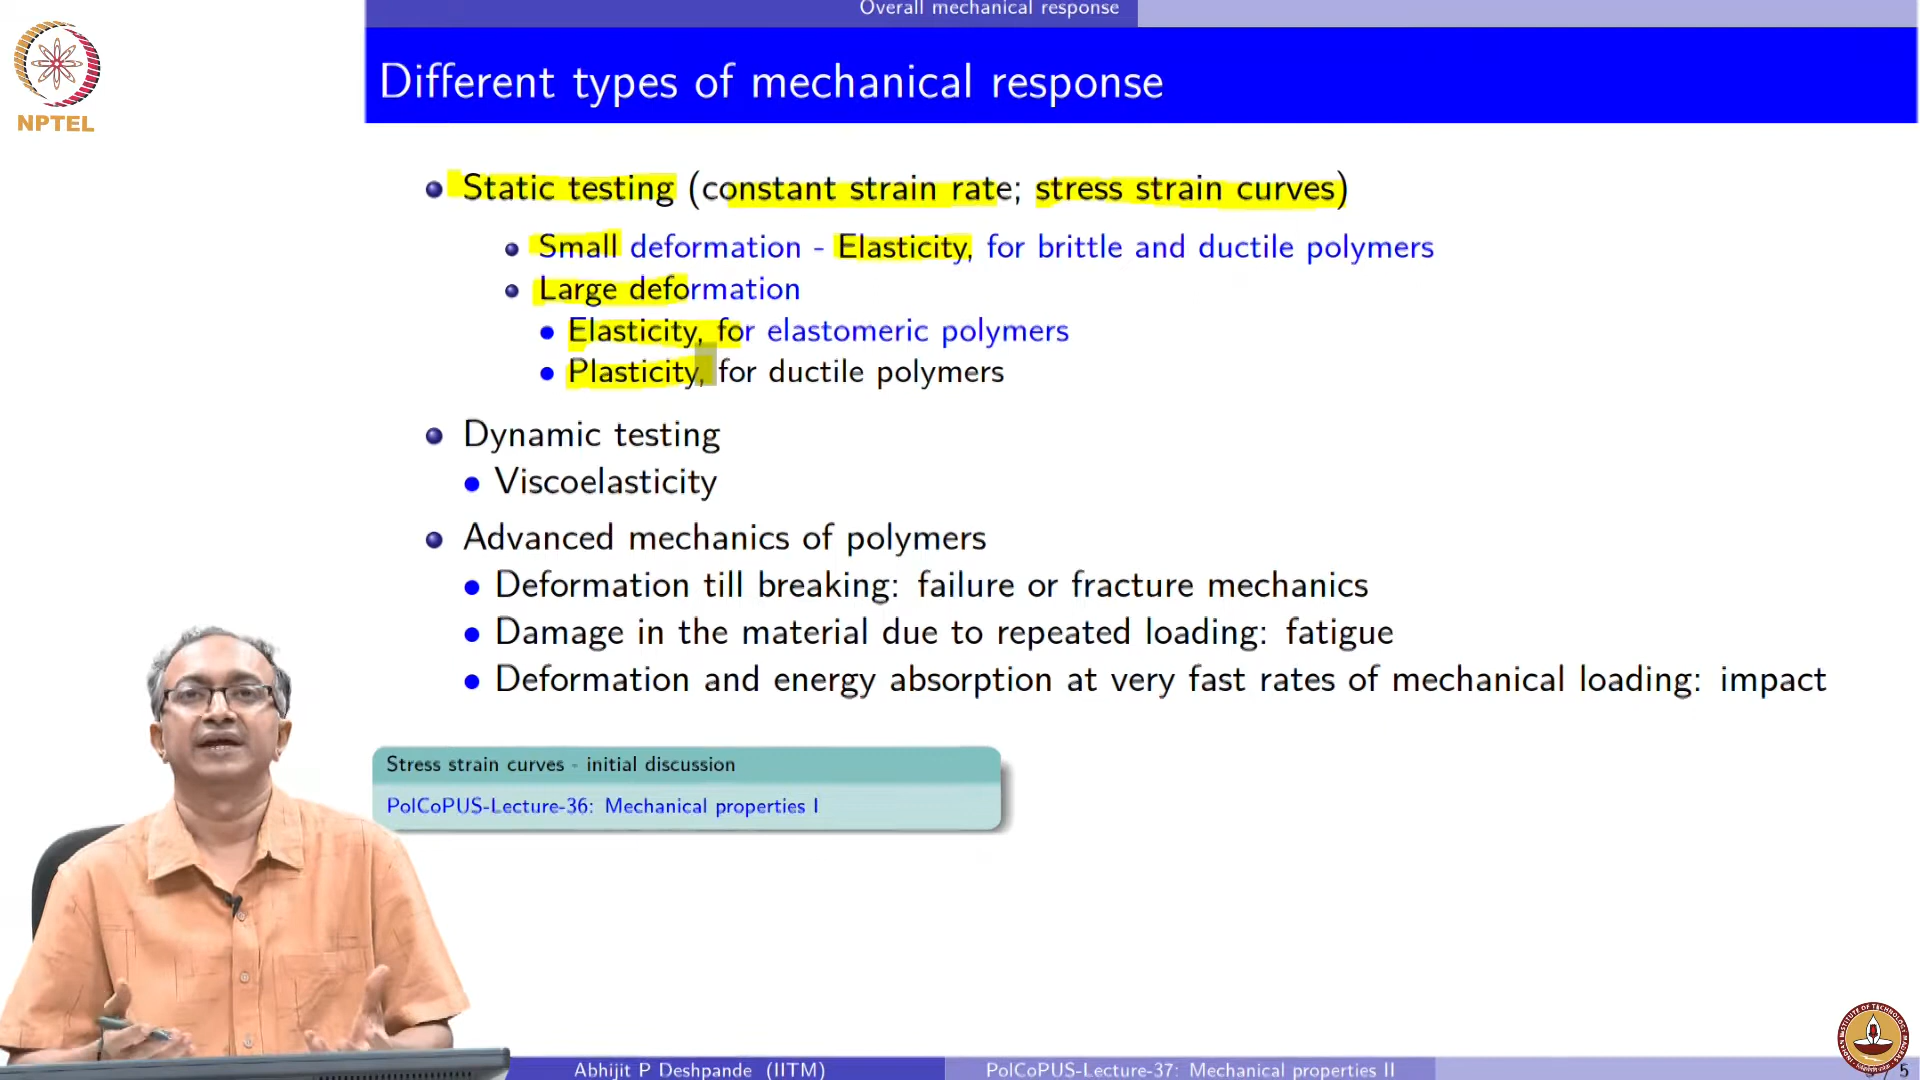 Overall mechanical response
NPTEL
Different types of mechanical response
Static testing (constant strain rate; stress strain curves)
Small deformation - Elasticity, for brittle and ductile polymers
Large deformation
Elasticity, for elastomeric polymers
Plasticity, for ductile polymers
Dynamic testing
Viscoelasticity
Advanced mechanics of polymers
Deformation till breaking: failure or fracture mechanics
Damage in the material due to repeated loading: fatigue
Deformation and energy absorption at very fast rates of mechanical loading: impact
Stress strain curves - initial discussion
PolCoPUS-Lecture-36: Mechanical properties I
Abhijit P Deshpande (IITM)
PolCoPUS-Lecture-37: Mechanical properties II
/ 5